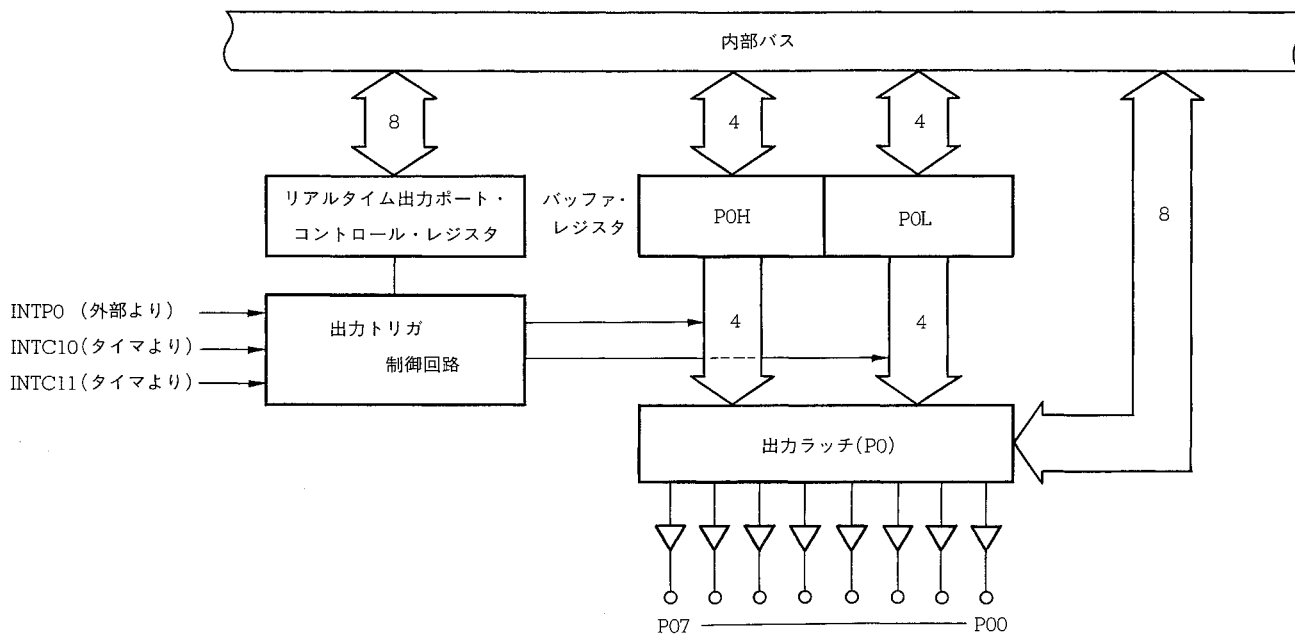 内部バス
8
4
4
8
リアルタイム出力ポート・
コントロール・レジスタ
バッファ・
レジスタ
P0H
P0L
INTP0 (外部より)
INTC10(タイマより)
INTC11(タイマより)
出力トリガ
制御回路
4
4
出力ラッチ(P0)
P07
P00